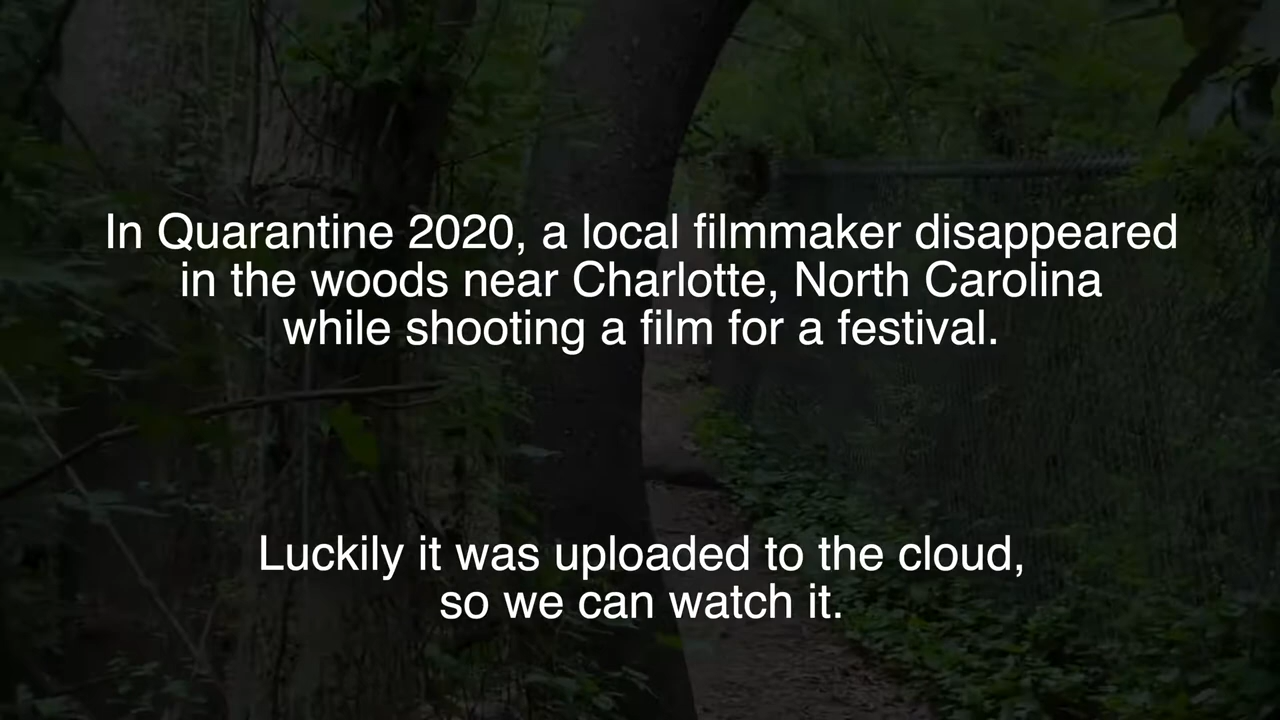 In Quarantine 2020, a local filmmaker disappeared
in the woods near Charlotte, North Carolina
while shooting a film for a festival.
Luckily it was uploaded to the cloud,
so we can watch it.